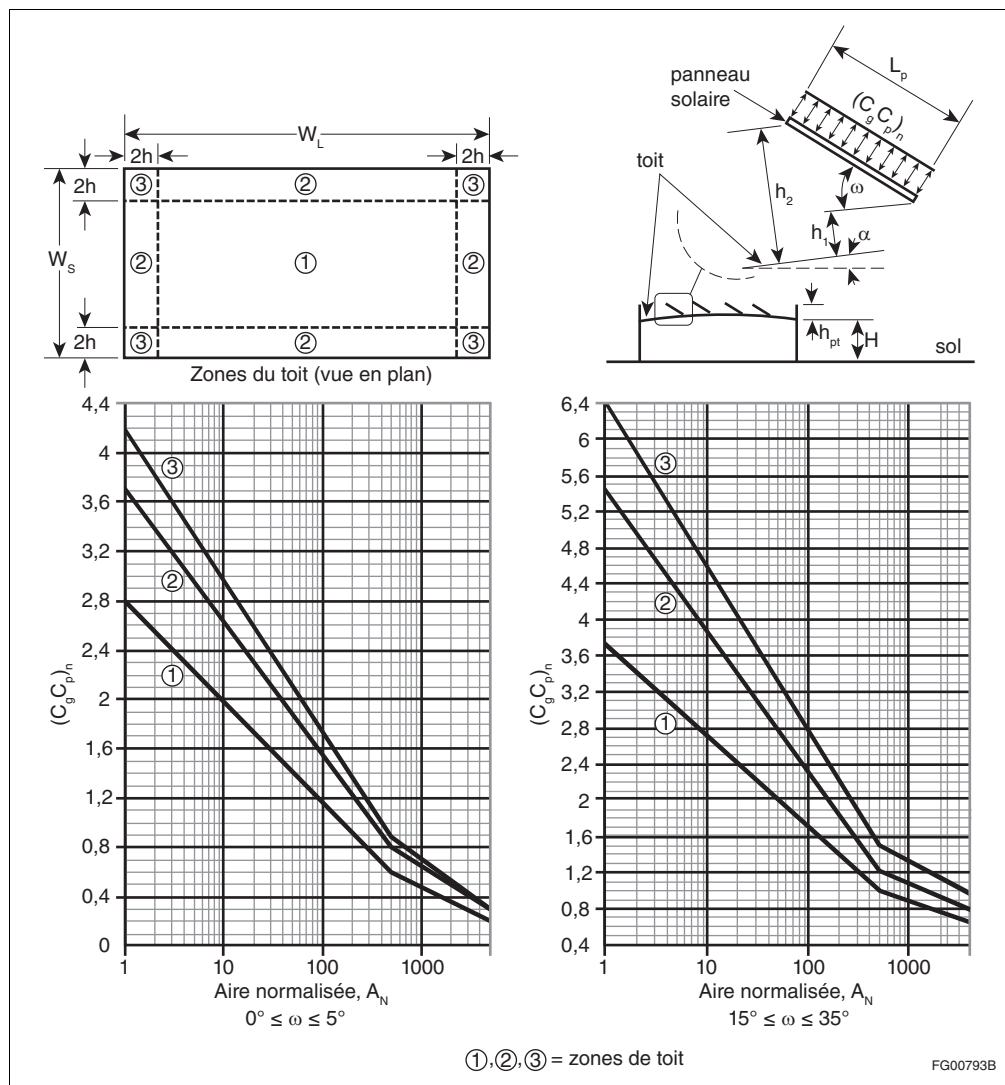 W_L
2h
2h
2h
W_S
2h
③
②
③
②
①
②
③
②
③
Zones du toit (vue en plan)
L_p
panneau
solaire
(C_g C_p)_n
toit
ω
h_2
h_1
α
h_pt
H
sol
4,4
4
3,6
3,2
2,8
2,4
2
1,6
1,2
0,8
0,4
0
(C_g C_p)_n
③
②
①
1
10
100
1000
Aire normalisée, A_N
0° ≤ ω ≤ 5°
6,4
6
5,6
5,2
4,8
4,4
4
3,6
3,2
2,8
2,4
2
1,6
1,2
0,8
0,4
(C_g C_p)_n
③
②
①
1
10
100
1000
Aire normalisée, A_N
15° ≤ ω ≤ 35°
①,②,③ = zones de toit
FG00793B